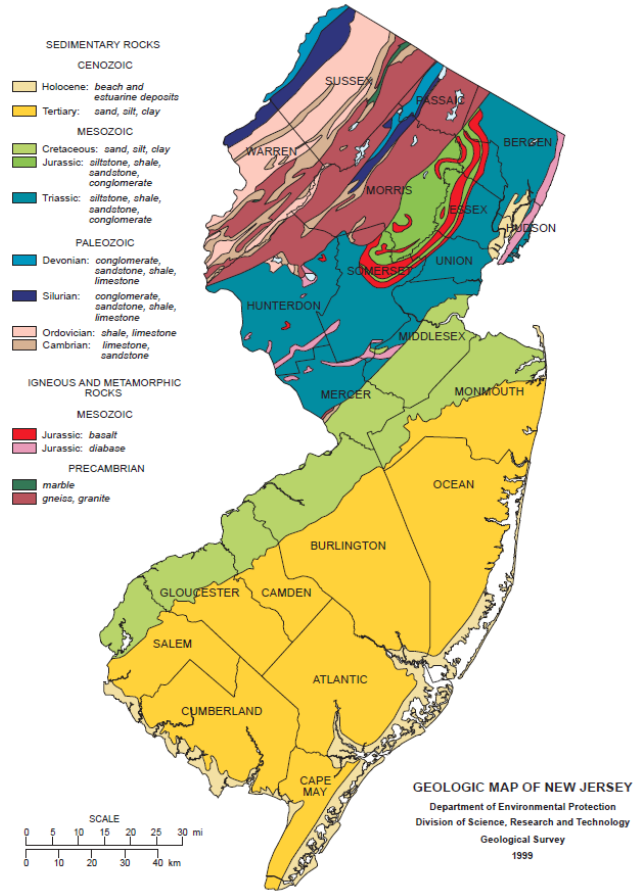 SEDIMENTARY ROCKS
CENOZOIC
Holocene: beach and
estuarine deposits
Tertiary: sand, silt, clay
MESOZOIC
Cretaceous: sand, silt, clay
Jurassic: siltstone, shale,
sandstone,
conglomerate
Triassic: siltstone, shale,
sandstone,
conglomerate
PALEOZOIC
Devonian: conglomerate,
sandstone, shale,
limestone
Silurian: conglomerate,
sandstone, shale,
limestone
Ordovician: shale, limestone
Cambrian: limestone,
sandstone
IGNEOUS AND METAMORPHIC
ROCKS
MESOZOIC
Jurassic: basalt
Jurassic: diabase
PRECAMBRIAN
marble
gneiss, granite
SUSSEX
PASSAIC
BERGEN
WARREN
MORRIS
ESSEX
HUDSON
UNION
SOMERSET
HUNTERDON
MIDDLESEX
MERCER
MONMOUTH
OCEAN
BURLINGTON
CAMDEN
GLOUCESTER
SALEM
ATLANTIC
CUMBERLAND
CAPE
MAY
SCALE
0 5 10 15 20 25 30 mi
0 10 20 30 40 km
GEOLOGIC MAP OF NEW JERSEY
Department of Environmental Protection
Division of Science, Research and Technology
Geological Survey
1999